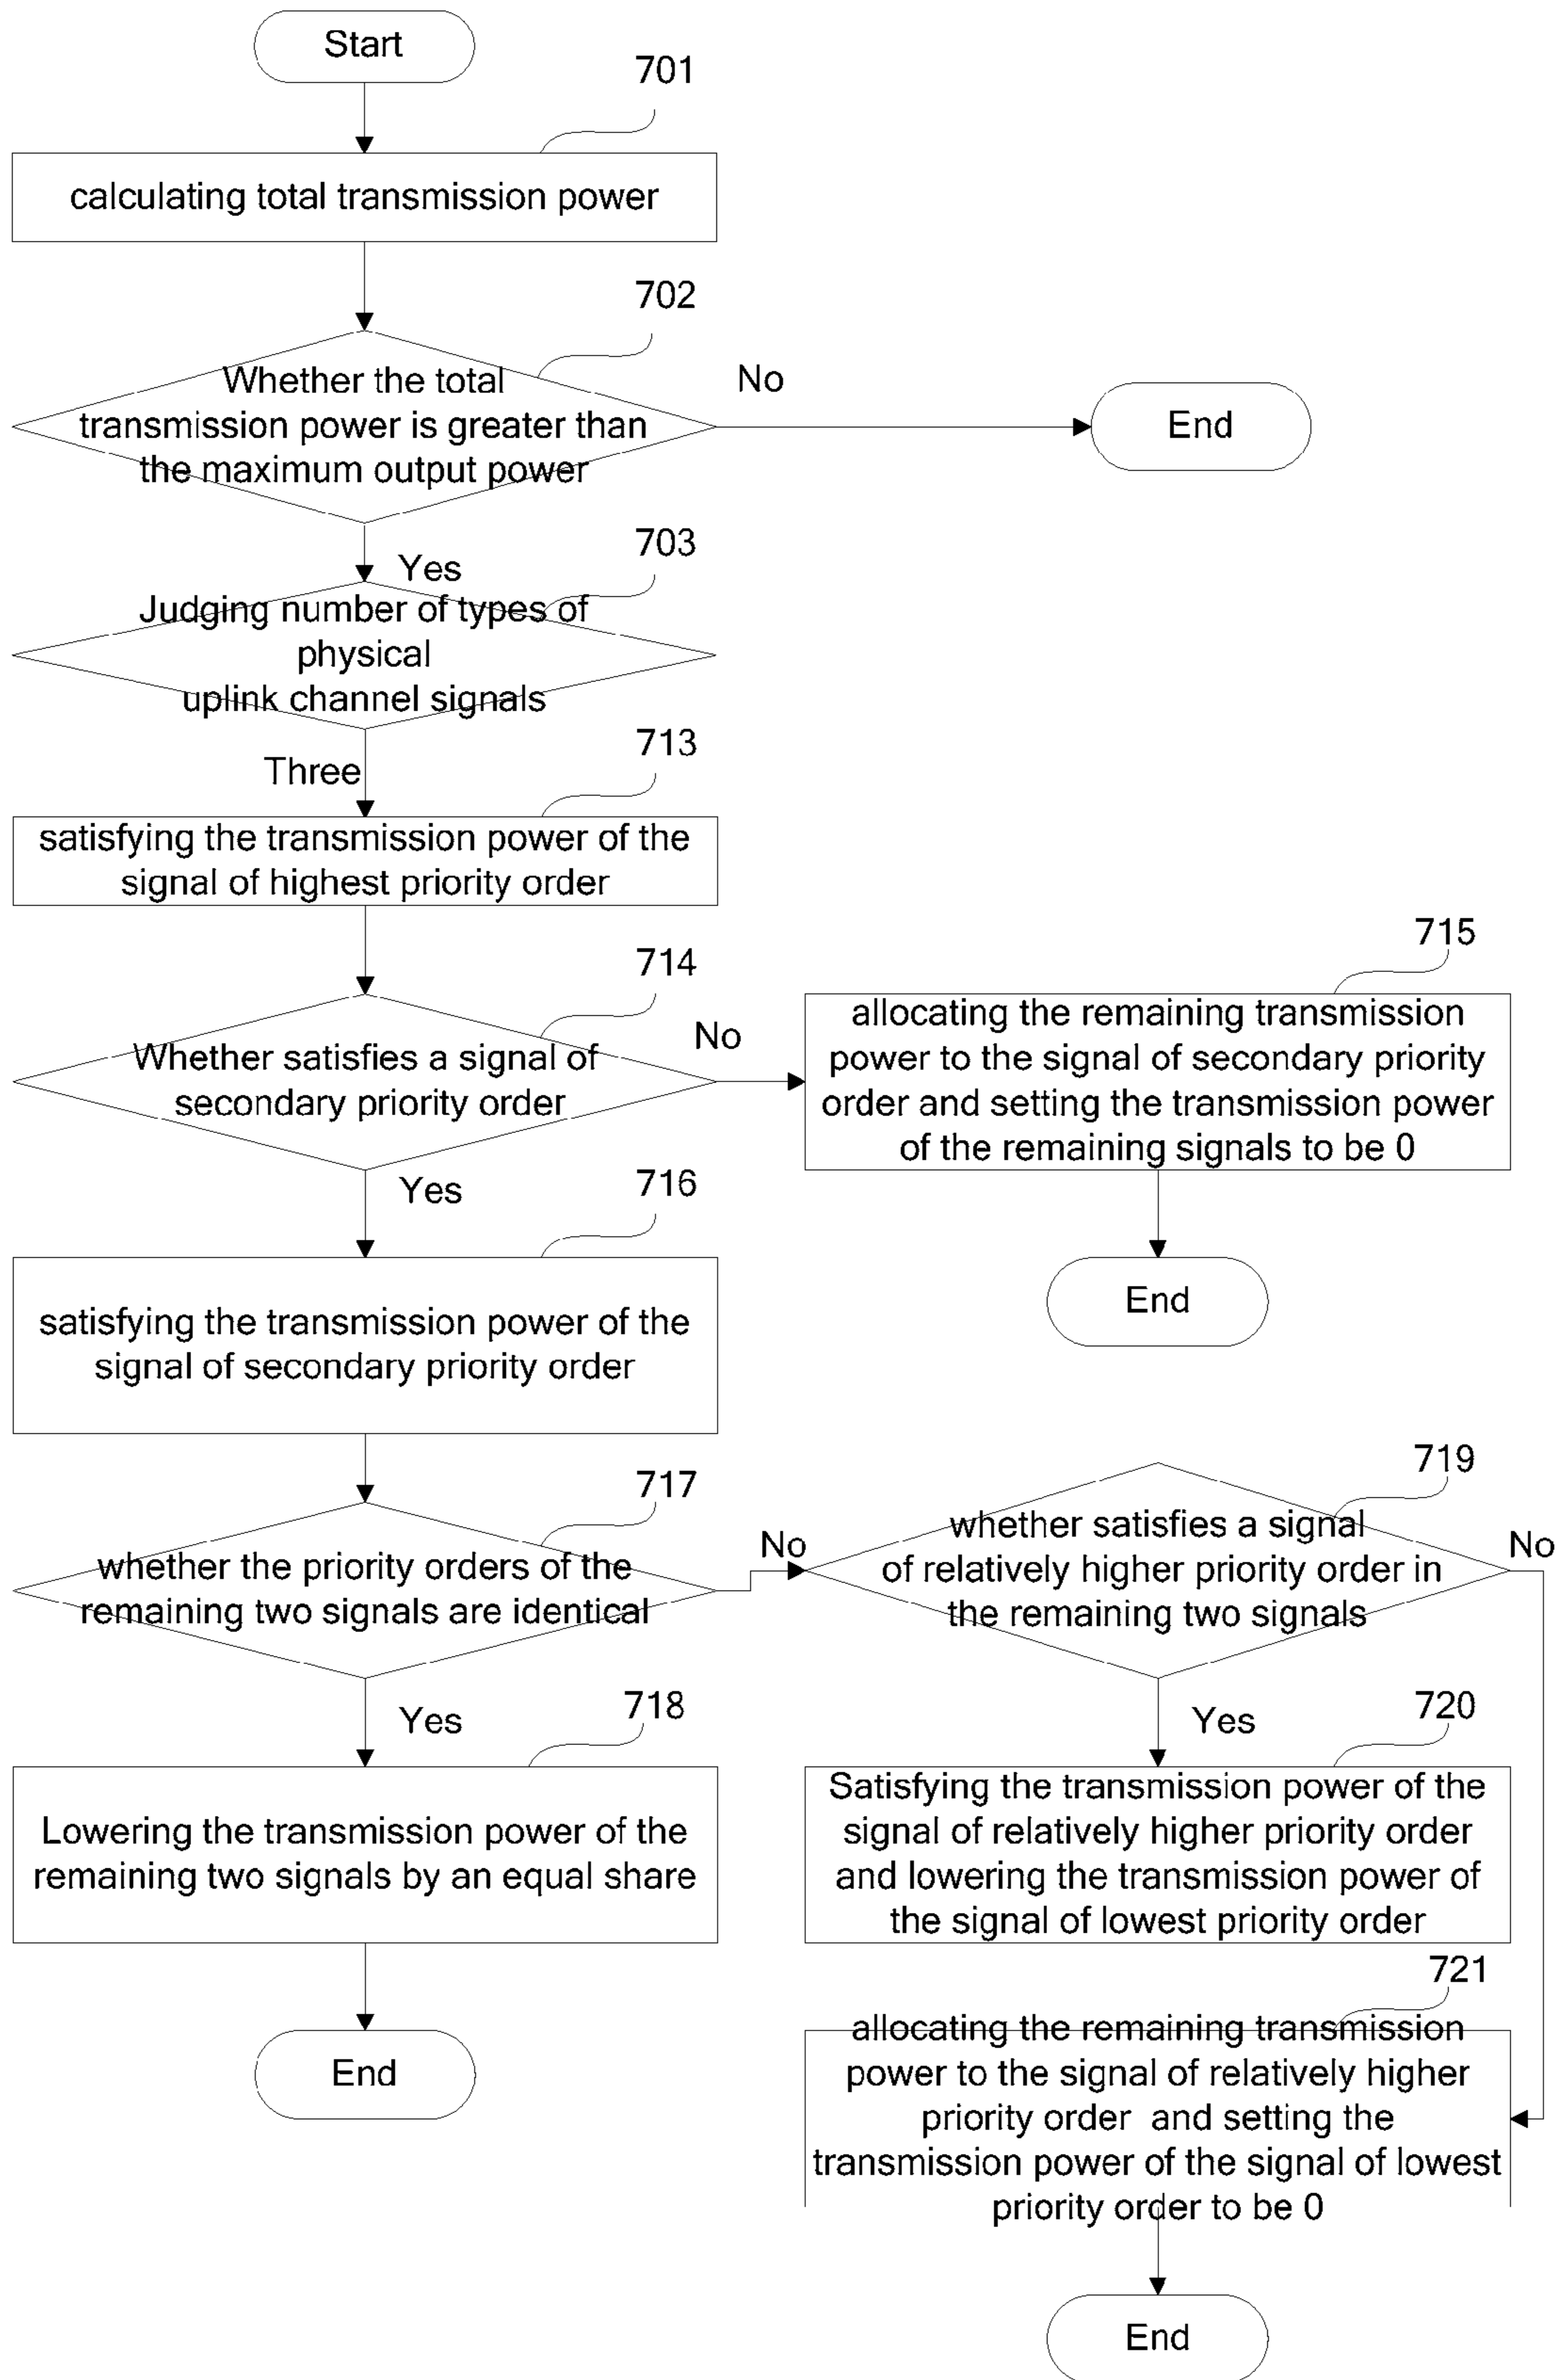 Start
701
calculating total transmission power
702
Whether the total
transmission power is greater than
the maximum output power
No
End
Yes
703
Judging number of types of
physical
uplink channel signals
Three
713
satisfying the transmission power of the
signal of highest priority order
714
Whether satisfies a signal of
secondary priority order
No
715
allocating the remaining transmission
power to the signal of secondary priority
order and setting the transmission power
of the remaining signals to be 0
End
Yes
716
satisfying the transmission power of the
signal of secondary priority order
717
whether the priority orders of the
remaining two signals are identical
No
719
whether satisfies a signal
of relatively higher priority order in
the remaining two signals
No
Yes
718
Lowering the transmission power of the
remaining two signals by an equal share
End
Yes
720
Satisfying the transmission power of the
signal of relatively higher priority order
and lowering the transmission power of
the signal of lowest priority order
721
allocating the remaining transmission
power to the signal of relatively higher
priority order and setting the
transmission power of the signal of lowest
priority order to be 0
End